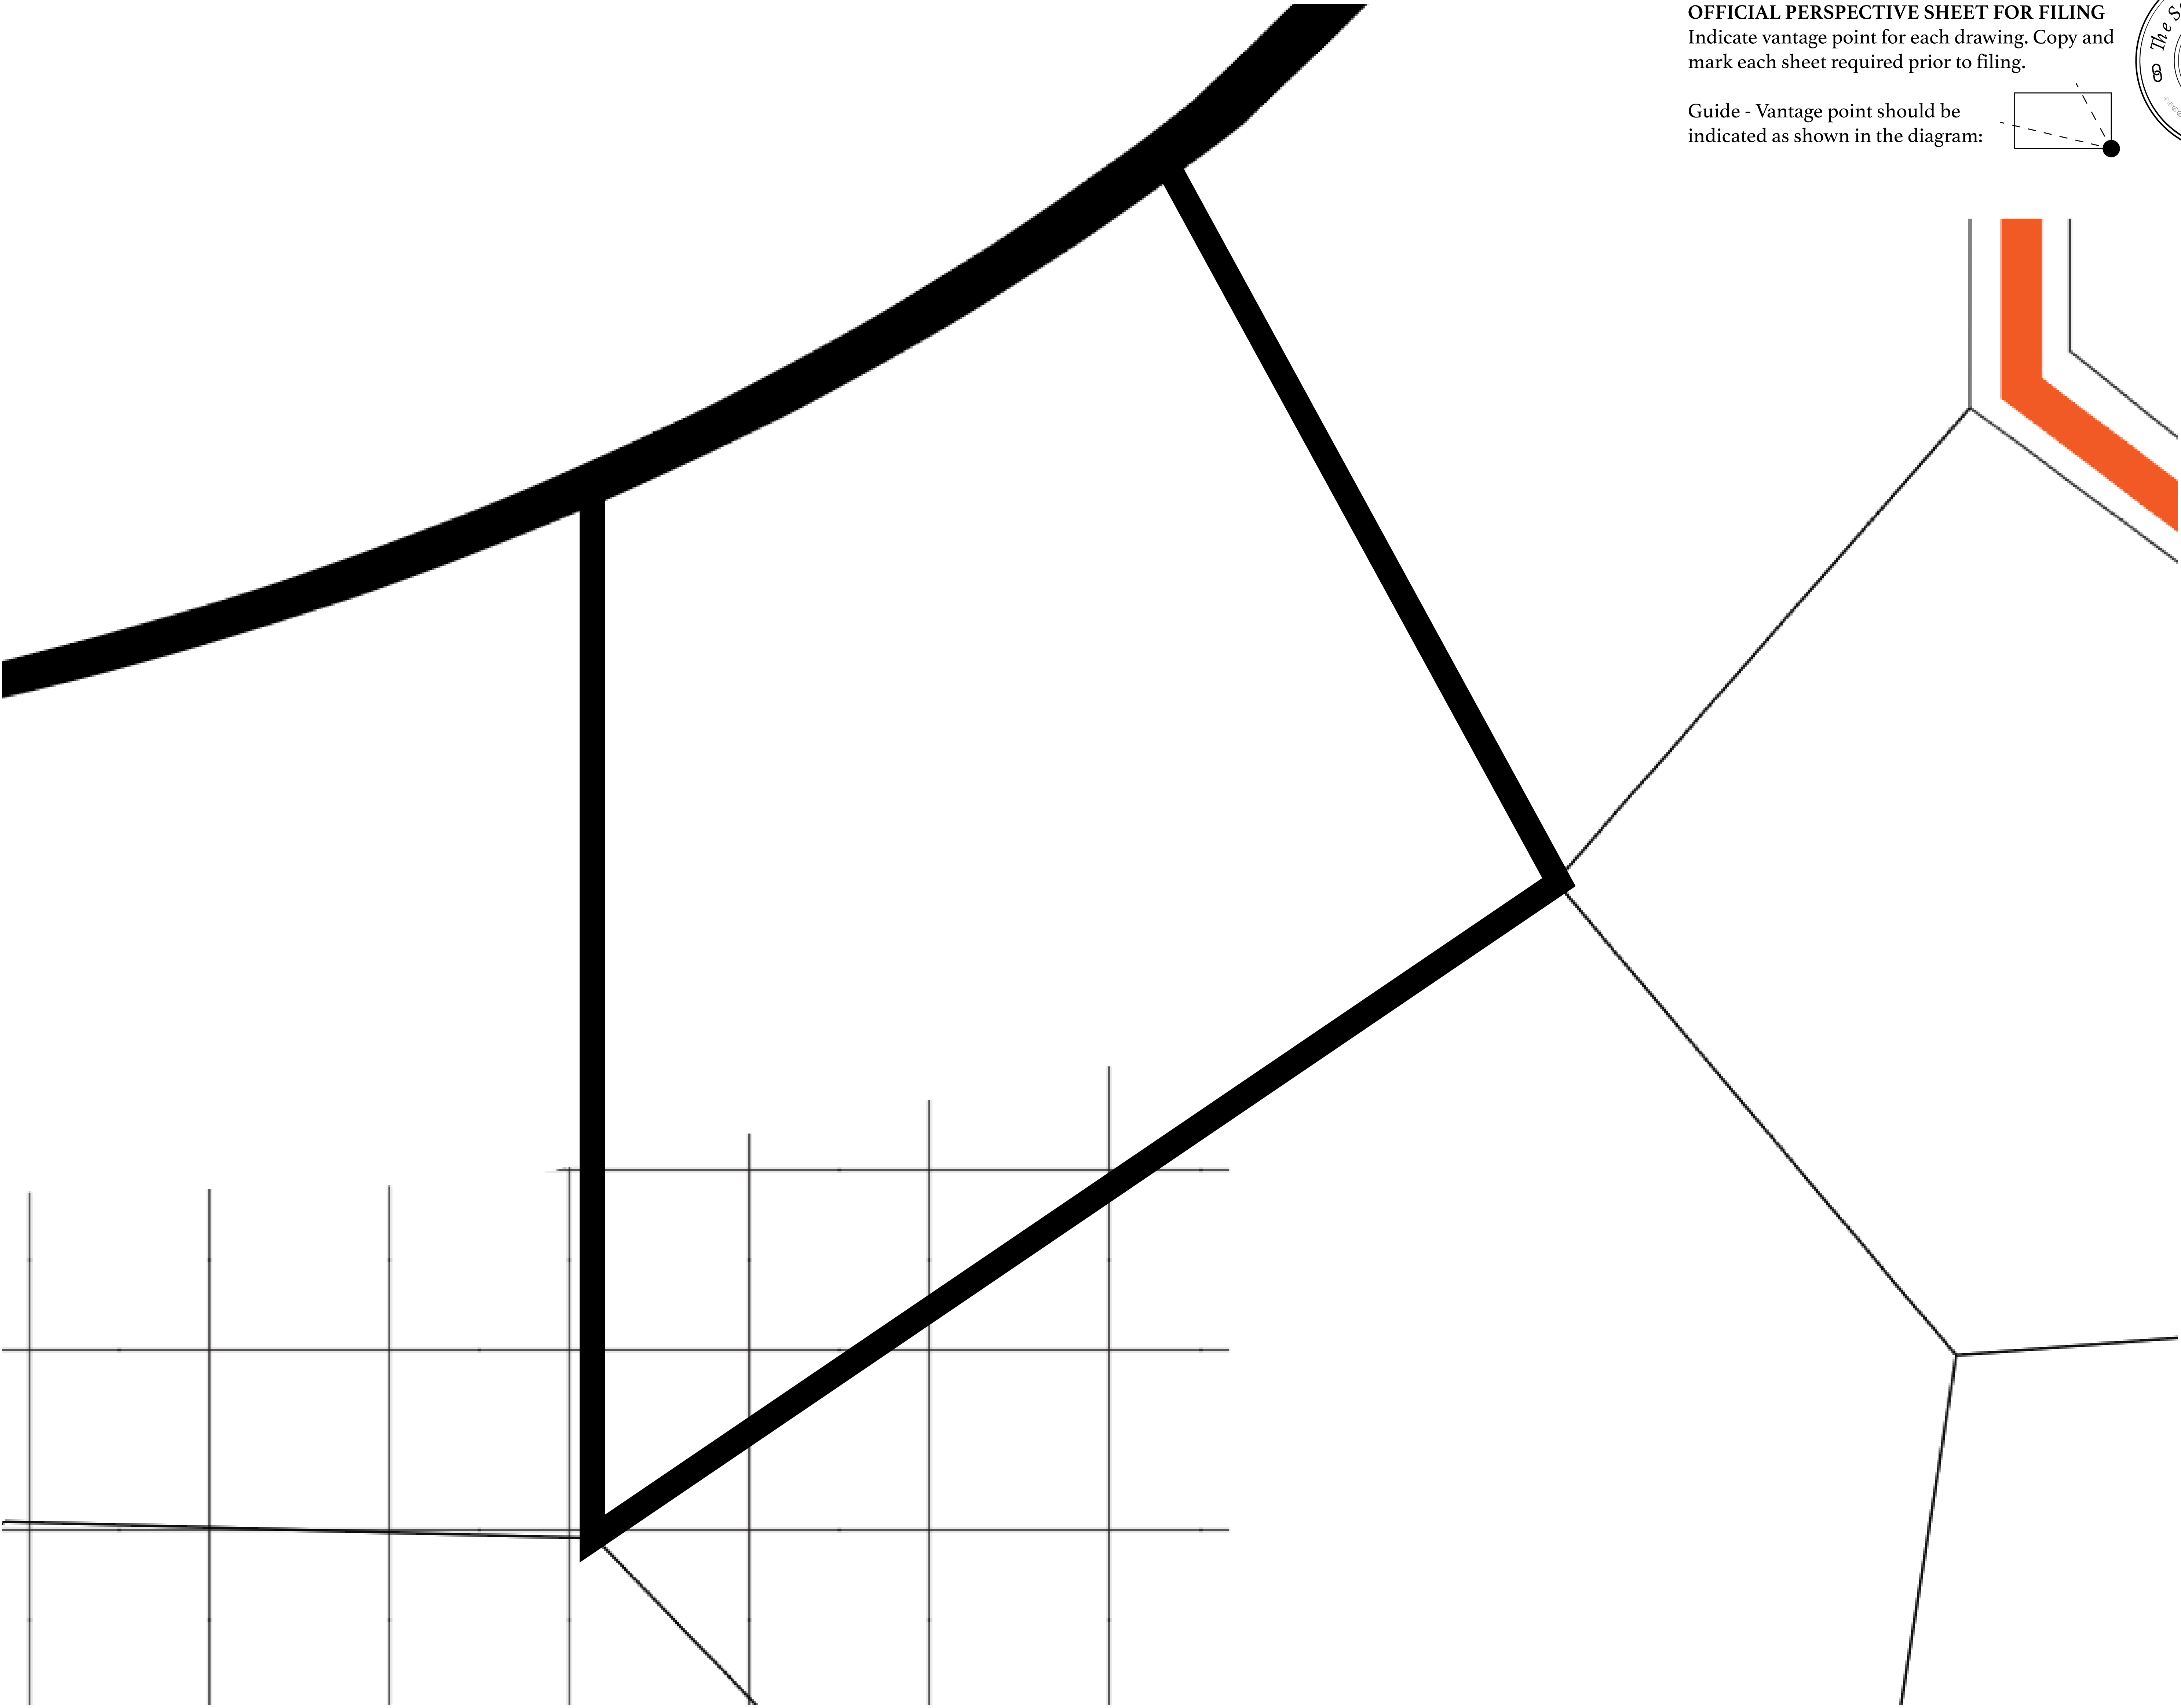 OFFICIAL PERSPECTIVE SHEET FOR FILING
Indicate vantage point for each drawing. Copy and
mark each sheet required prior to filing.
Guide - Vantage point should be
indicated as shown in the diagram:
The